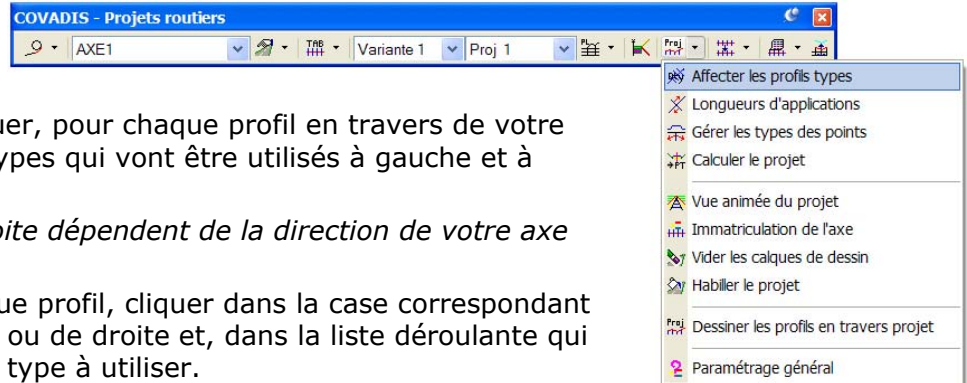 COVADIS - Projets routiers
AXE1 TAB Variante 1 Proj 1 PL Proj
Affecter les profils types
Longueurs d'applications
Gérer les types des points
Calculer le projet
Vue animée du projet
Immatriculation de l'axe
Vider les calques de dessin
Habiller le projet
Dessiner les profils en travers projet
Paramétrage général
uer, pour chaque profil en travers de votre
ypes qui vont être utilisés à gauche et à
oite dépendent de la direction de votre axe
ue profil, cliquer dans la case correspondant
ou de droite et, dans la liste déroulante qui
type à utiliser.